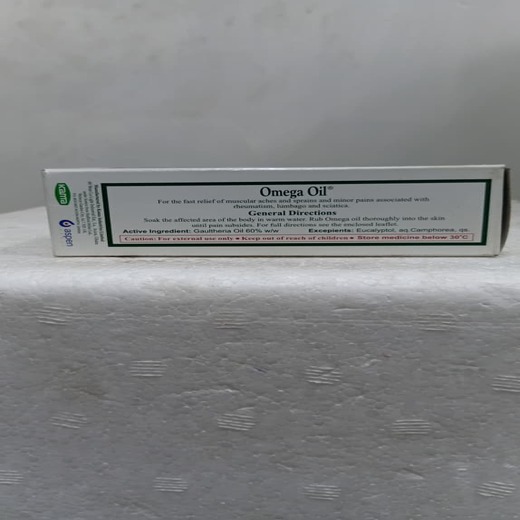 Omega Oil®
For the fast relief of muscular aches and sprains and minor pains associated with
rheumatism, lumbago and sciatica.
General Directions
Soak the affected area of the body in warm water. Rub Omega oil thoroughly into the skin
until pain subsides. For full directions see the enclosed leaflet.
Active Ingredient: Gaultheria Oil 60% w/w Excepients: Eucalyptol, aq.Camphorea, qs.
Caution: For external use only • Keep out of reach of children • Store medicine below 30°C
Kama
aspen